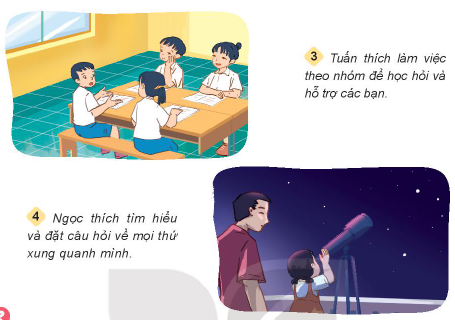 3 Tuấn thích làm việc
theo nhóm để học hỏi và
hỗ trợ các bạn.
4 Ngọc thích tìm hiểu
và đặt câu hỏi về mọi thứ
xung quanh mình.